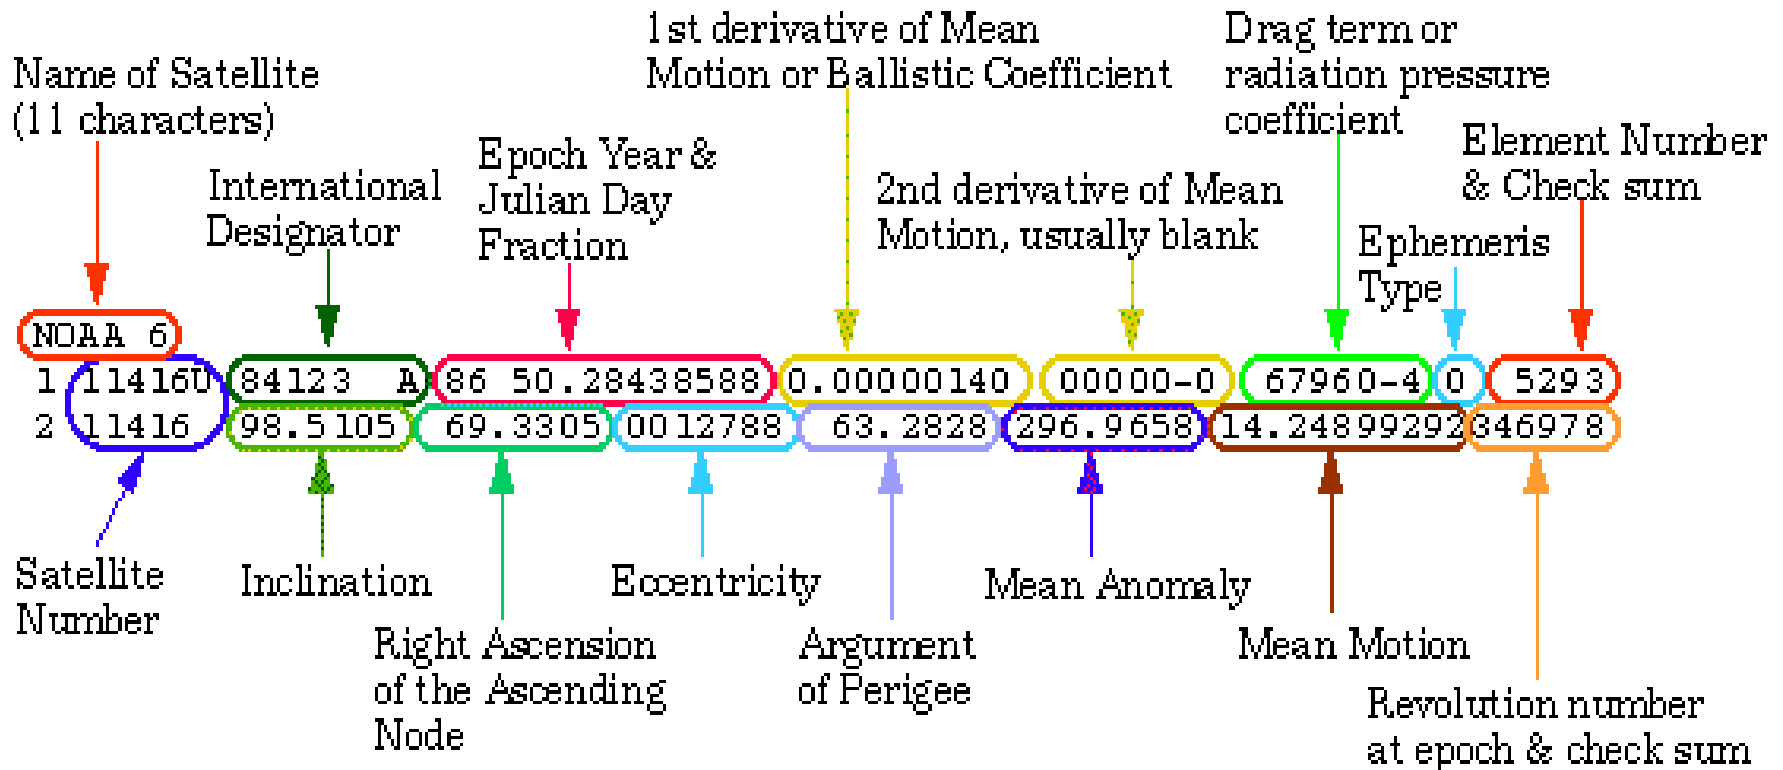 Name of Satellite
(11 characters)
International
Designator
Epoch Year &
Julian Day
Fraction
1st derivative of Mean
Motion or Ballistic Coefficient
2nd derivative of Mean
Motion, usually blank
Drag term or
radiation pressure
coefficient
Ephemeris
Type
Element Number
& Check sum
NOAA 6
1 114160 84123 A 86 50.28438588 0.00000140 00000-0 67960-4 0 5293
2 11416 98.5105 69.3305 0012788 63.2828 296.9658 14.24899292 346978
Satellite
Number
Inclination
Right Ascension
of the Ascending
Node
Eccentricity
Argument
of Perigee
Mean Anomaly
Mean Motion
Revolution number
at epoch & check sum